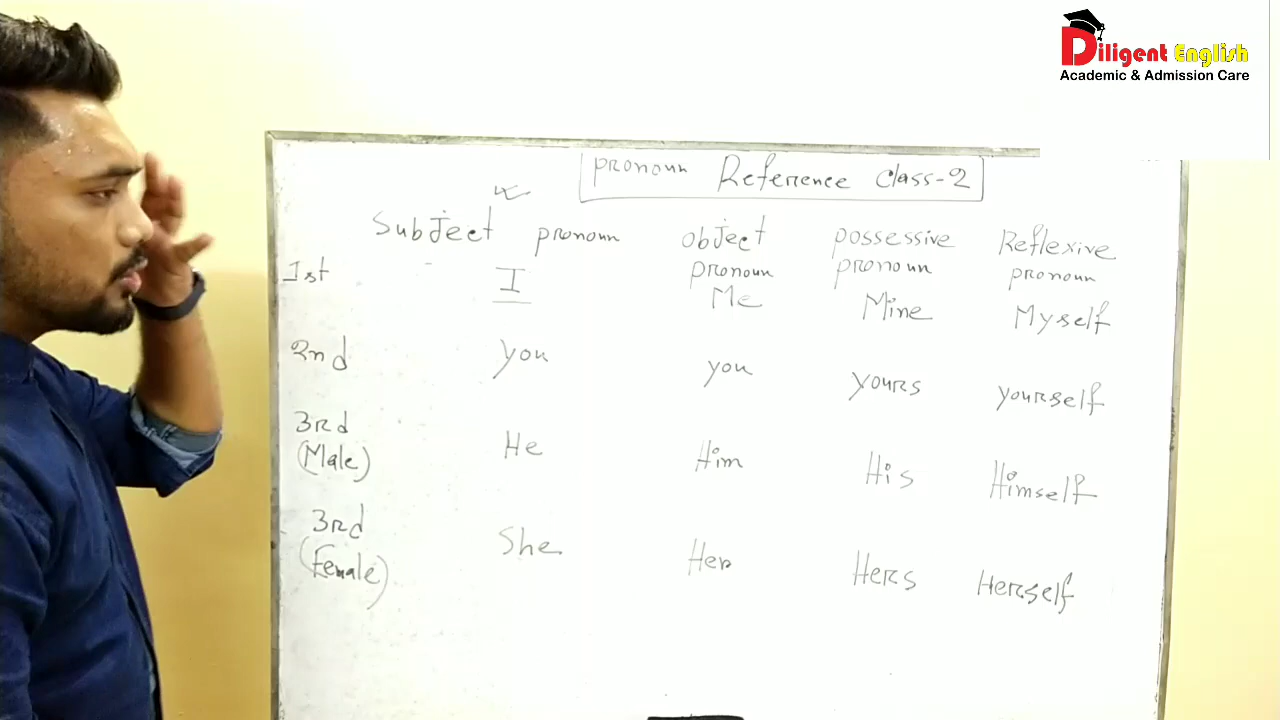 Diligent English
Academic & Admission Care
Pronoun Reference Class-2
Subject pronoun object possessive Reflexive
pronoun pronoun pronoun
1st I Me Mine Myself
2nd you you yours yourself
3rd He Him His Himself
(Male)
3rd She Her Hers Herself
(Female)